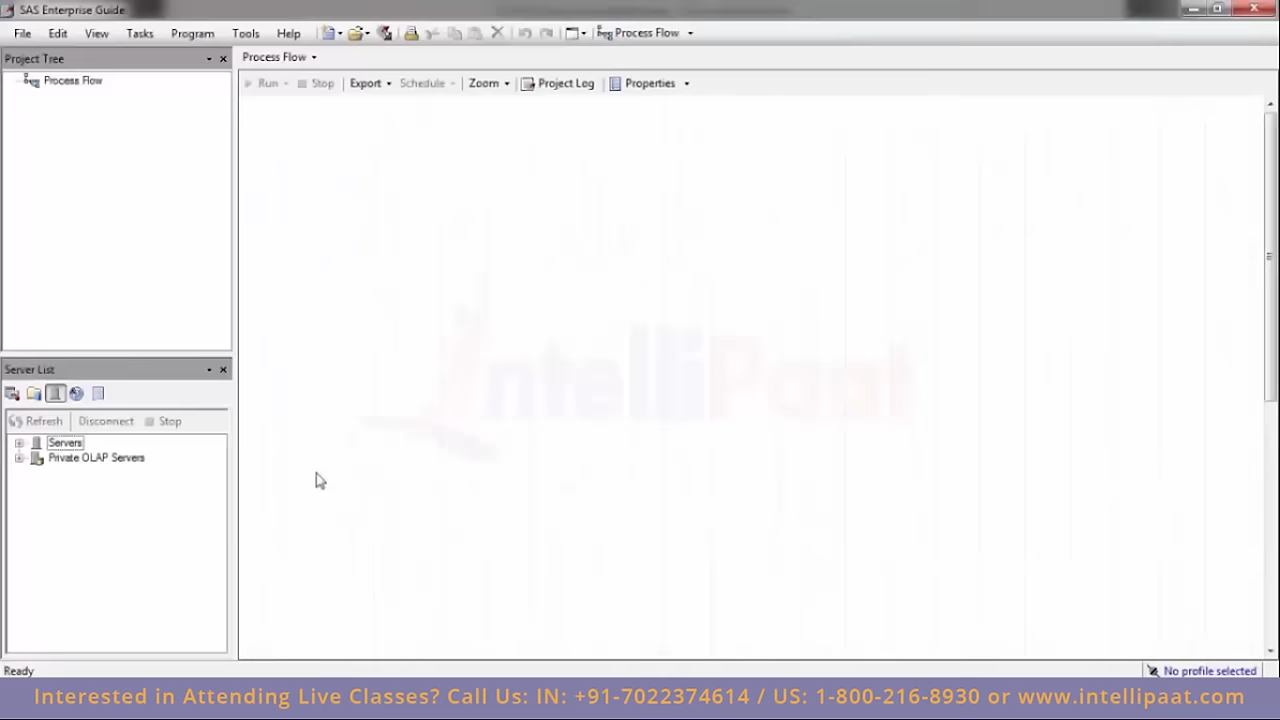 SAS Enterprise Guide
File Edit View Tasks Program Tools Help Process Flow
Project Tree
Process Flow
Process Flow
Run Stop Export Schedule Zoom Project Log Properties
IntelliPaat
Server List
Refresh Disconnect Stop
Servers
Private OLAP Servers
Ready
No profile selected
Interested in Attending Live Classes? Call Us: IN: +91-7022374614 / US: 1-800-216-8930 or www.intellipaat.com